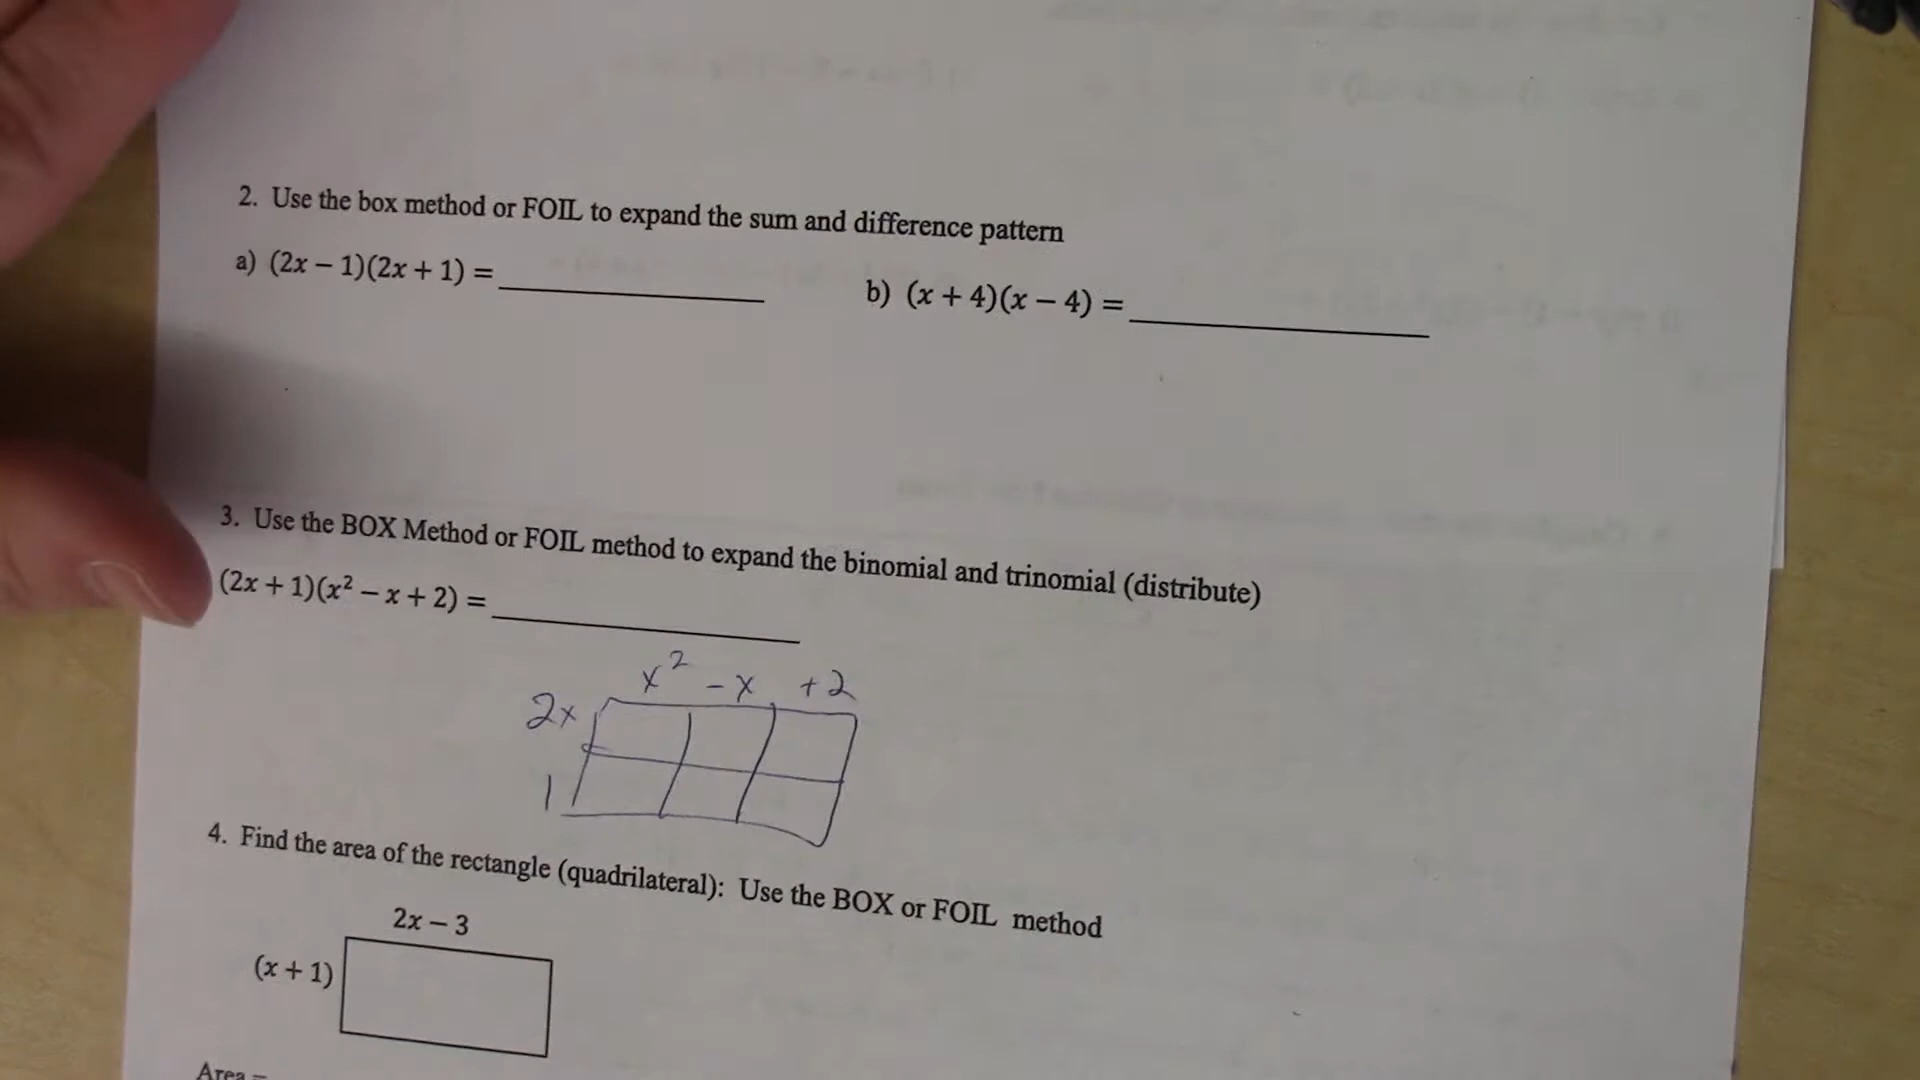 2. Use the box method or FOIL to expand the sum and difference pattern
a) (2x – 1)(2x + 1) = ____________
b) (x + 4)(x – 4) = ____________
3. Use the BOX Method or FOIL method to expand the binomial and trinomial (distribute)
(2x + 1)(x² – x + 2) = ____________
x² - x + 2
2x
1
4. Find the area of the rectangle (quadrilateral): Use the BOX or FOIL method
2x – 3
(x + 1)
Area =